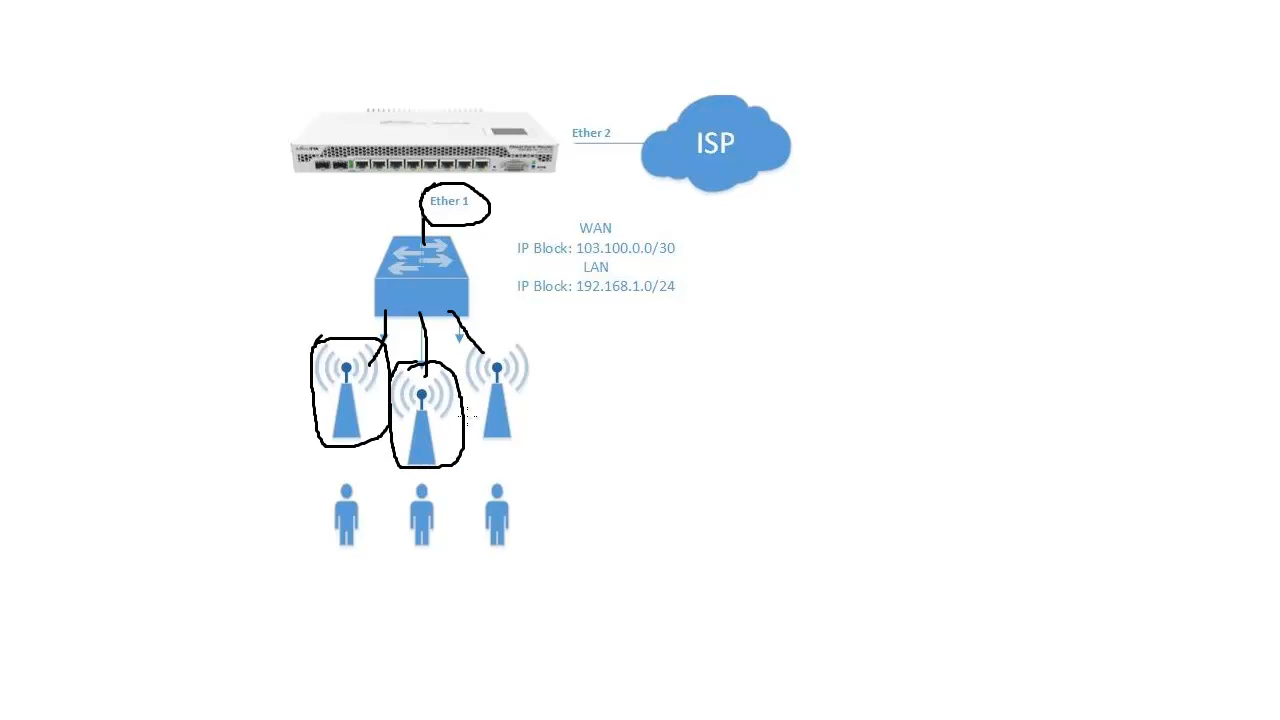 Ether 2
ISP
Ether 1
WAN
IP Block: 103.100.0.0/30
LAN
IP Block: 192.168.1.0/24